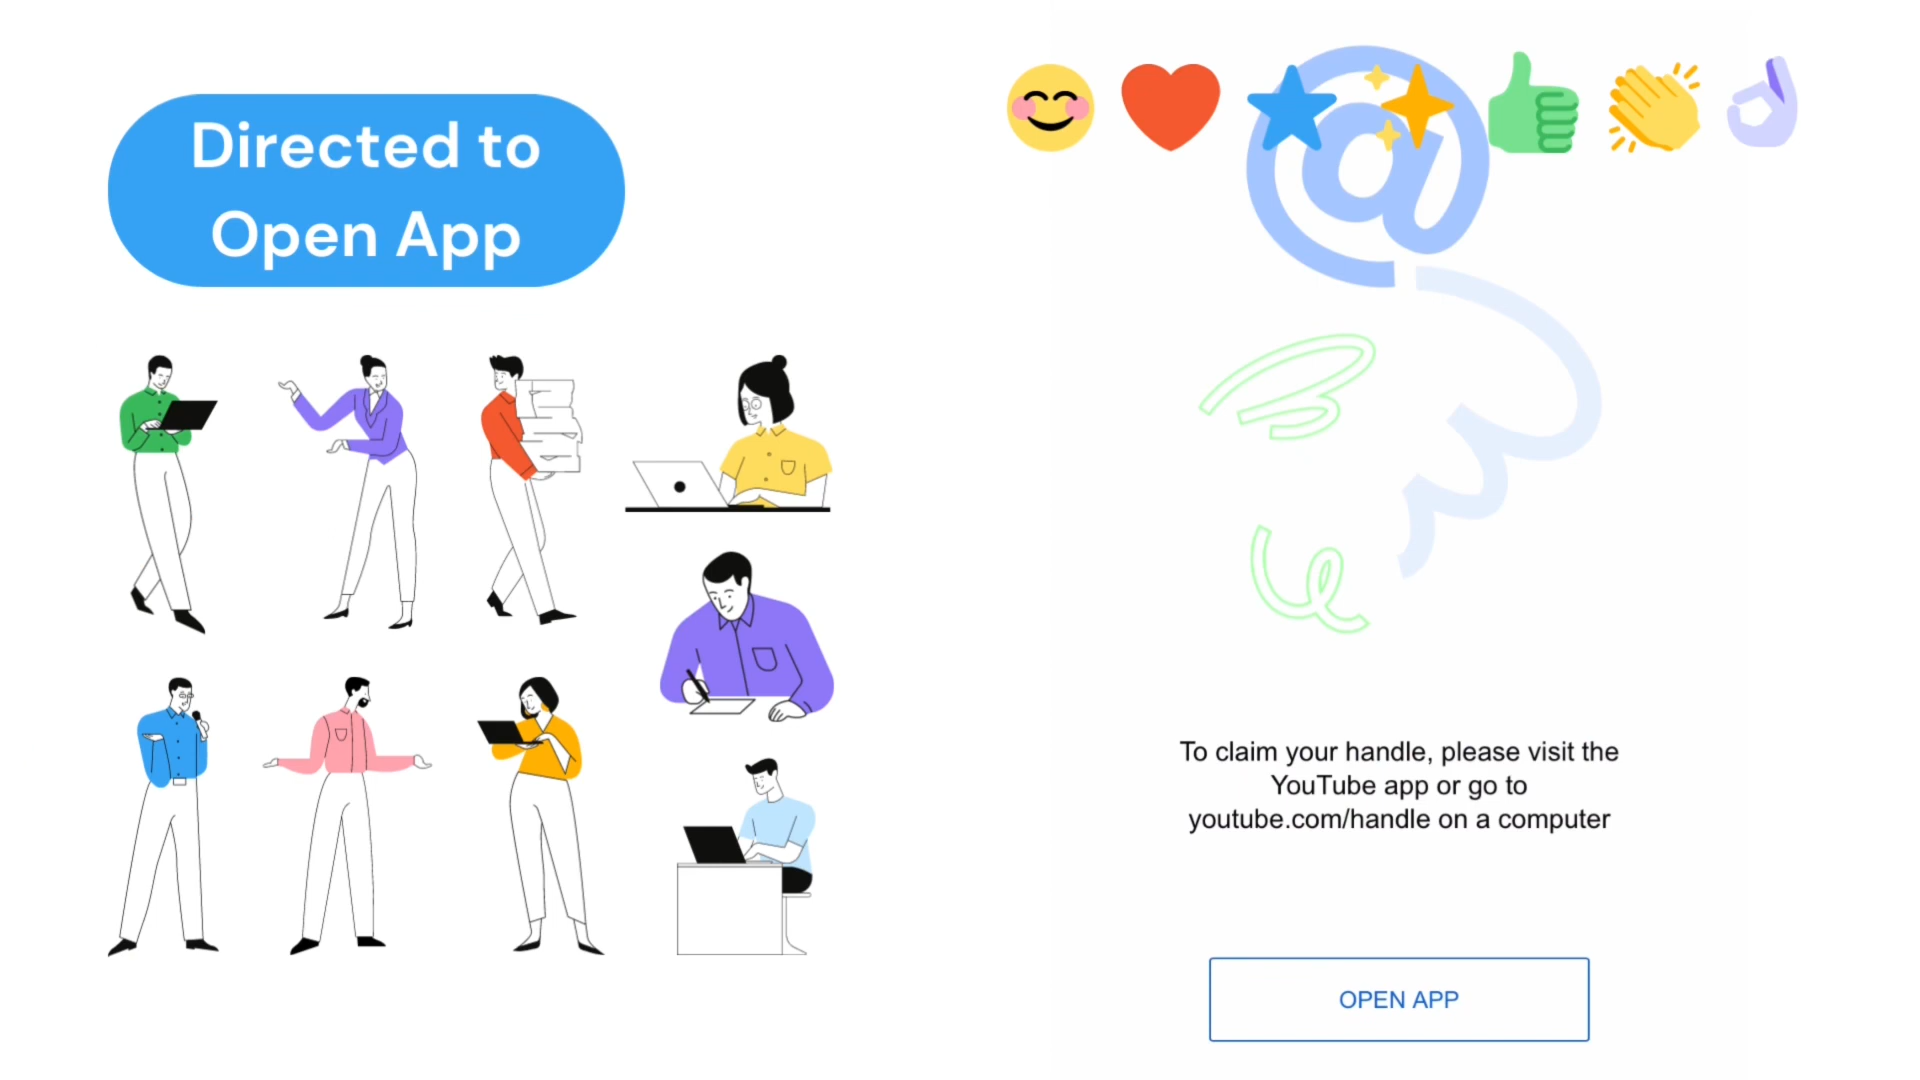 Directed to
Open App
@
To claim your handle, please visit the
YouTube app or go to
youtube.com/handle on a computer
OPEN APP